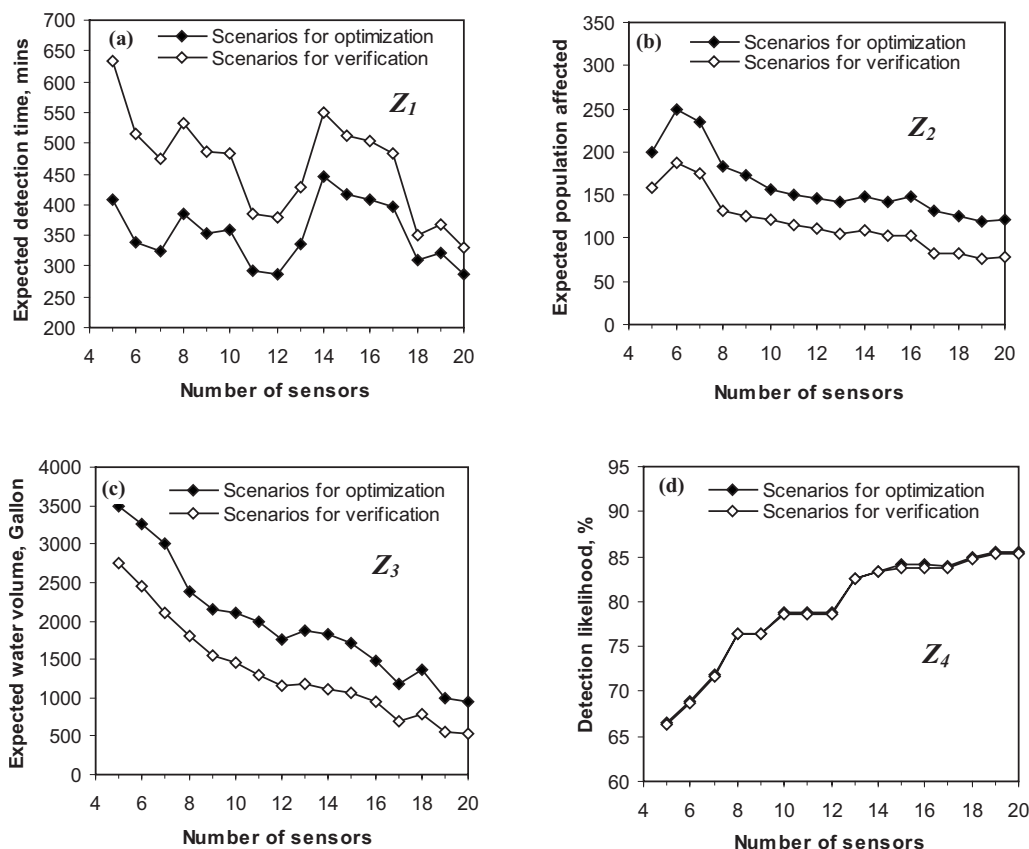 (a)
Scenarios for optimization
Scenarios for verification
Z1
Expected detection time, mins
700
650
600
550
500
450
400
350
300
250
200
4 6 8 10 12 14 16 18 20
Number of sensors
(b)
Scenarios for optimization
Scenarios for verification
Z2
Expected population affected
350
300
250
200
150
100
50
0
4 6 8 10 12 14 16 18 20
Number of sensors
(c)
Scenarios for optimization
Scenarios for verification
Z3
Expected water volume, Gallon
4000
3500
3000
2500
2000
1500
1000
500
0
4 6 8 10 12 14 16 18 20
Number of sensors
(d)
Scenarios for optimization
Scenarios for verification
Z4
Detection likelihood, %
95
90
85
80
75
70
65
60
4 6 8 10 12 14 16 18 20
Number of sensors